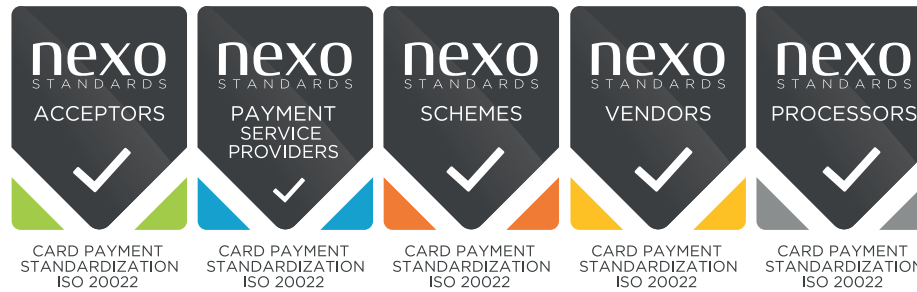 nexo
STANDARDS
ACCEPTORS
CARD PAYMENT
STANDARDIZATION
ISO 20022
nexo
STANDARDS
PAYMENT
SERVICE
PROVIDERS
CARD PAYMENT
STANDARDIZATION
ISO 20022
nexo
STANDARDS
SCHEMES
CARD PAYMENT
STANDARDIZATION
ISO 20022
nexo
STANDARDS
VENDORS
CARD PAYMENT
STANDARDIZATION
ISO 20022
nexo
STANDARDS
PROCESSORS
CARD PAYMENT
STANDARDIZATION
ISO 20022